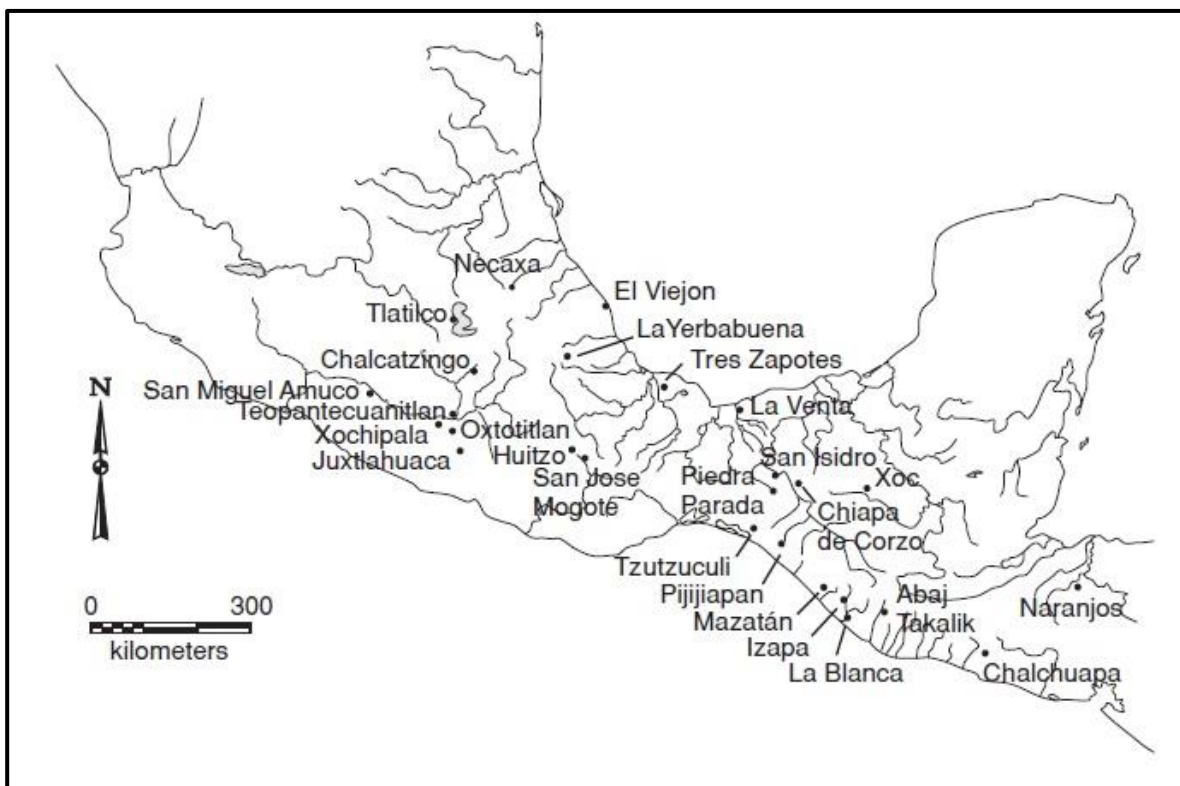 Necaxa
El Viejon
Tlatilco
LaYerbabuena
Chalcatzingo
Tres Zapotes
San Miguel Amuco
N
Teopantecuanitlan
La Venta
Xochipala
Oxtotitlan
Juxtlahuaca
Huitzo
San Isidro
San Jose
Mogote
Piedra
Parada
Xoc
Chiapa
de Corzo
Tzutzuculi
Pijijiapan
Mazatán
Izapa
La Blanca
Abaj
Takalik
Naranjos
Chalchuapa
0 300
kilometers